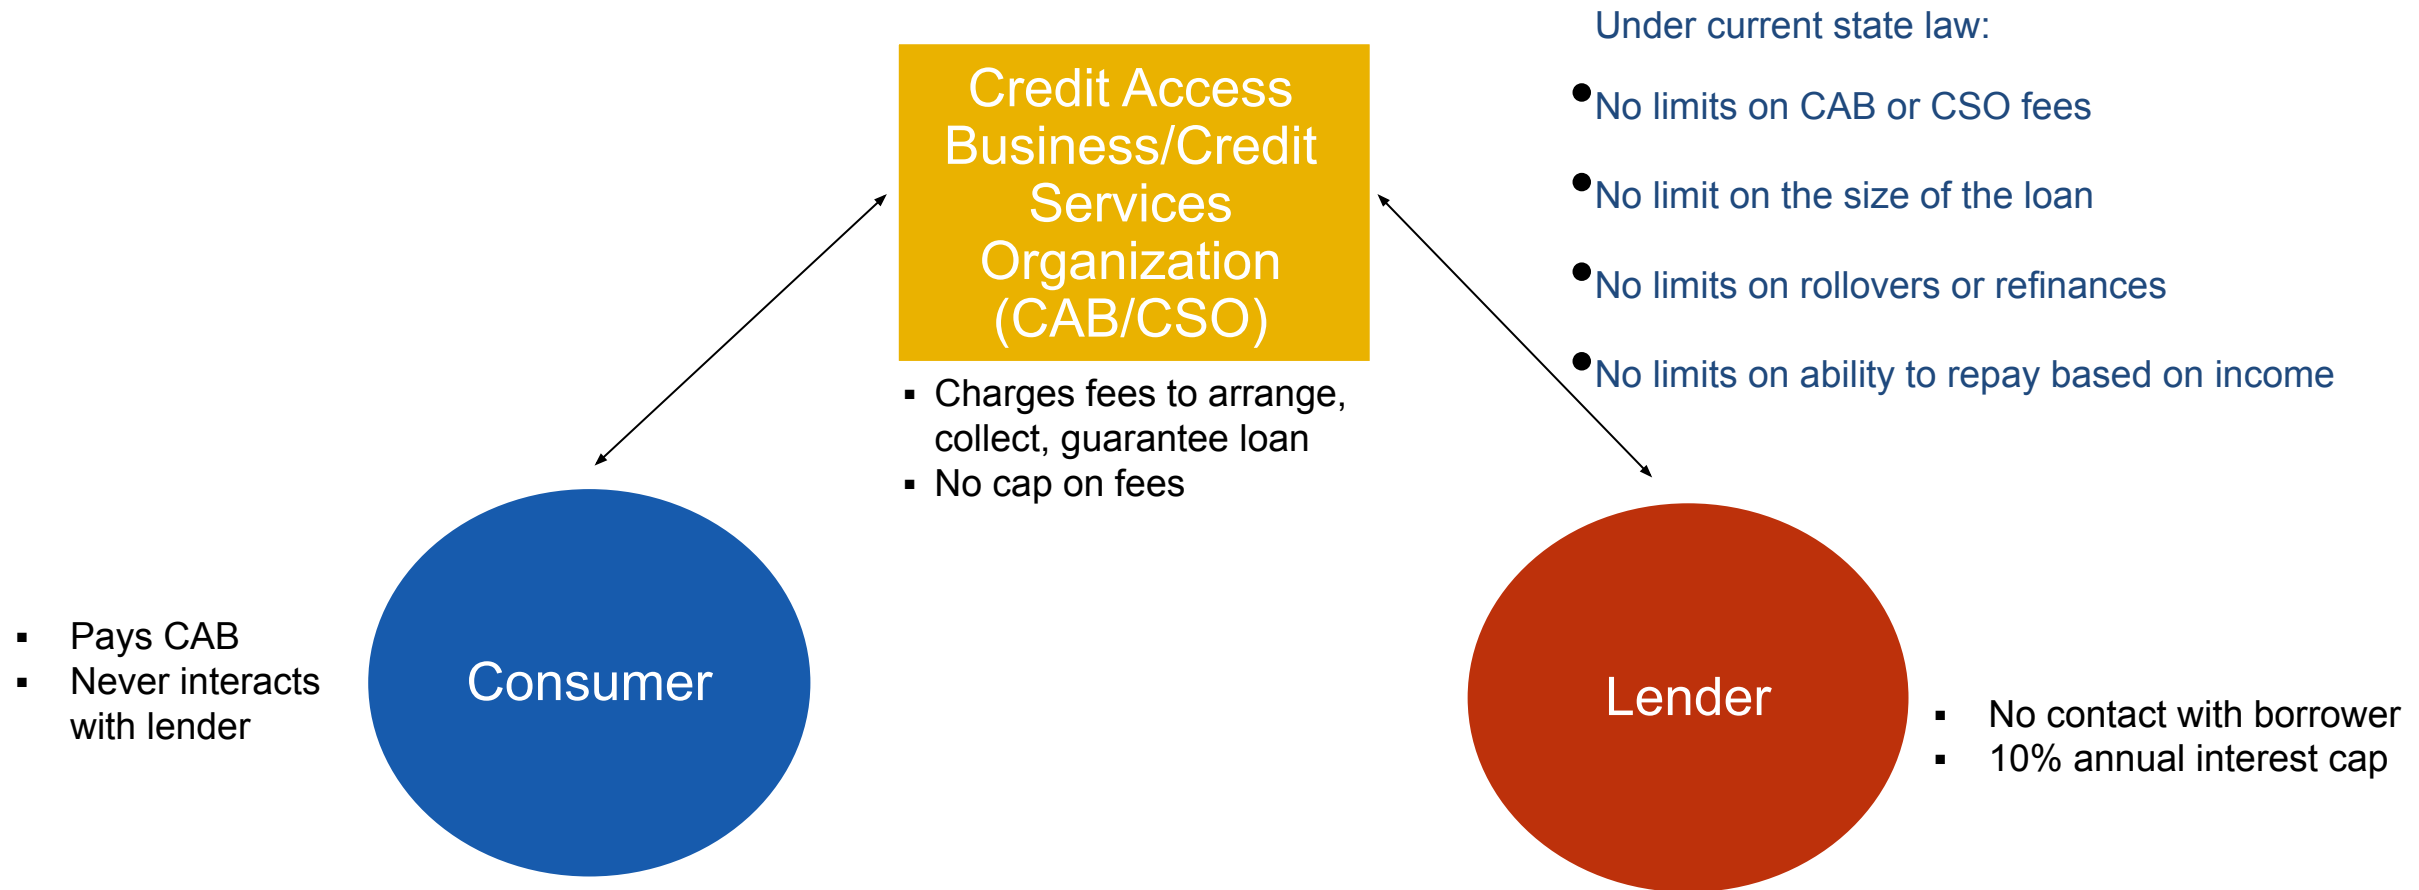 Under current state law:
● No limits on CAB or CSO fees
● No limit on the size of the loan
● No limits on rollovers or refinances
● No limits on ability to repay based on income
Credit Access
Business/Credit
Services
Organization
(CAB/CSO)
▪ Charges fees to arrange,
collect, guarantee loan
▪ No cap on fees
▪ Pays CAB
▪ Never interacts
with lender
Consumer
Lender
▪ No contact with borrower
▪ 10% annual interest cap